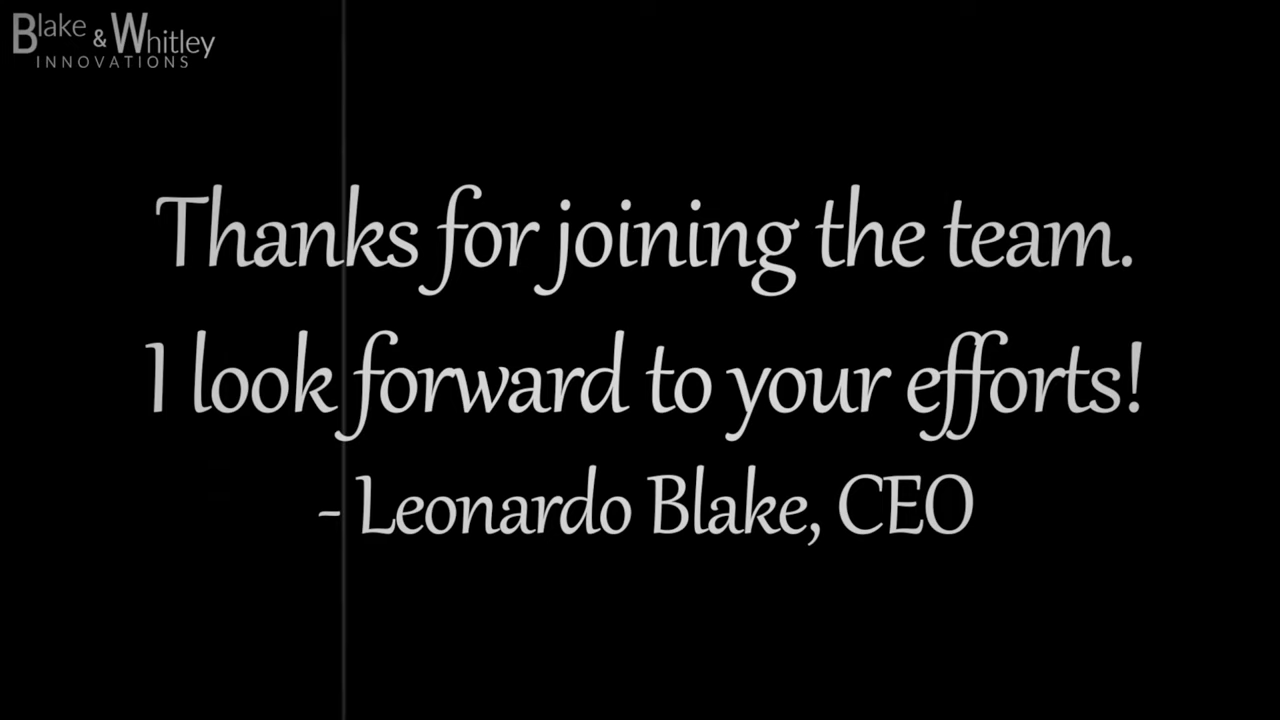 Blake & Whitley
INNOVATIONS
Thanks for joining the team.
I look forward to your efforts!
- Leonardo Blake, CEO